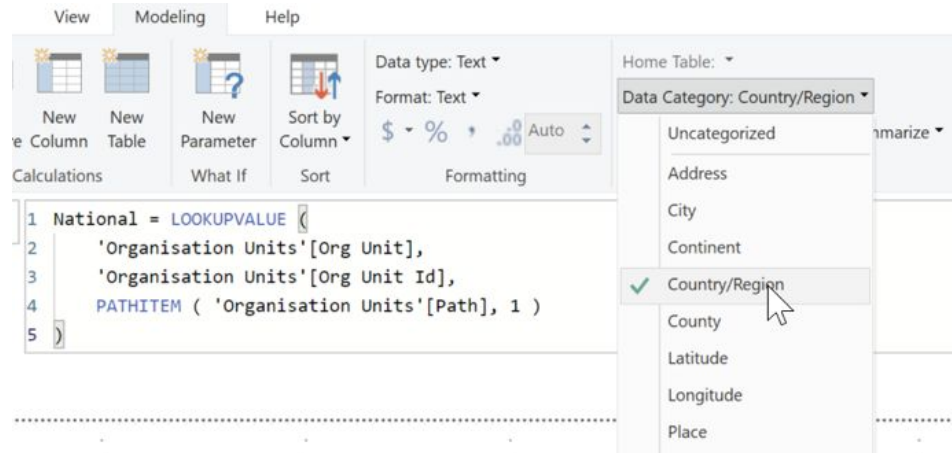 View Modeling Help
New Column
New Table
New Parameter
Sort by Column
Data type: Text
Format: Text
$ % , .00 Auto
Home Table:
Data Category: Country/Region
Calculations What If Sort Formatting
Uncategorized
Address
City
Continent
Country/Region
County
Latitude
Longitude
Place
1 National = LOOKUPVALUE (
2 'Organisation Units'[Org Unit],
3 'Organisation Units'[Org Unit Id],
4 PATHITEM ( 'Organisation Units'[Path], 1 )
5 )